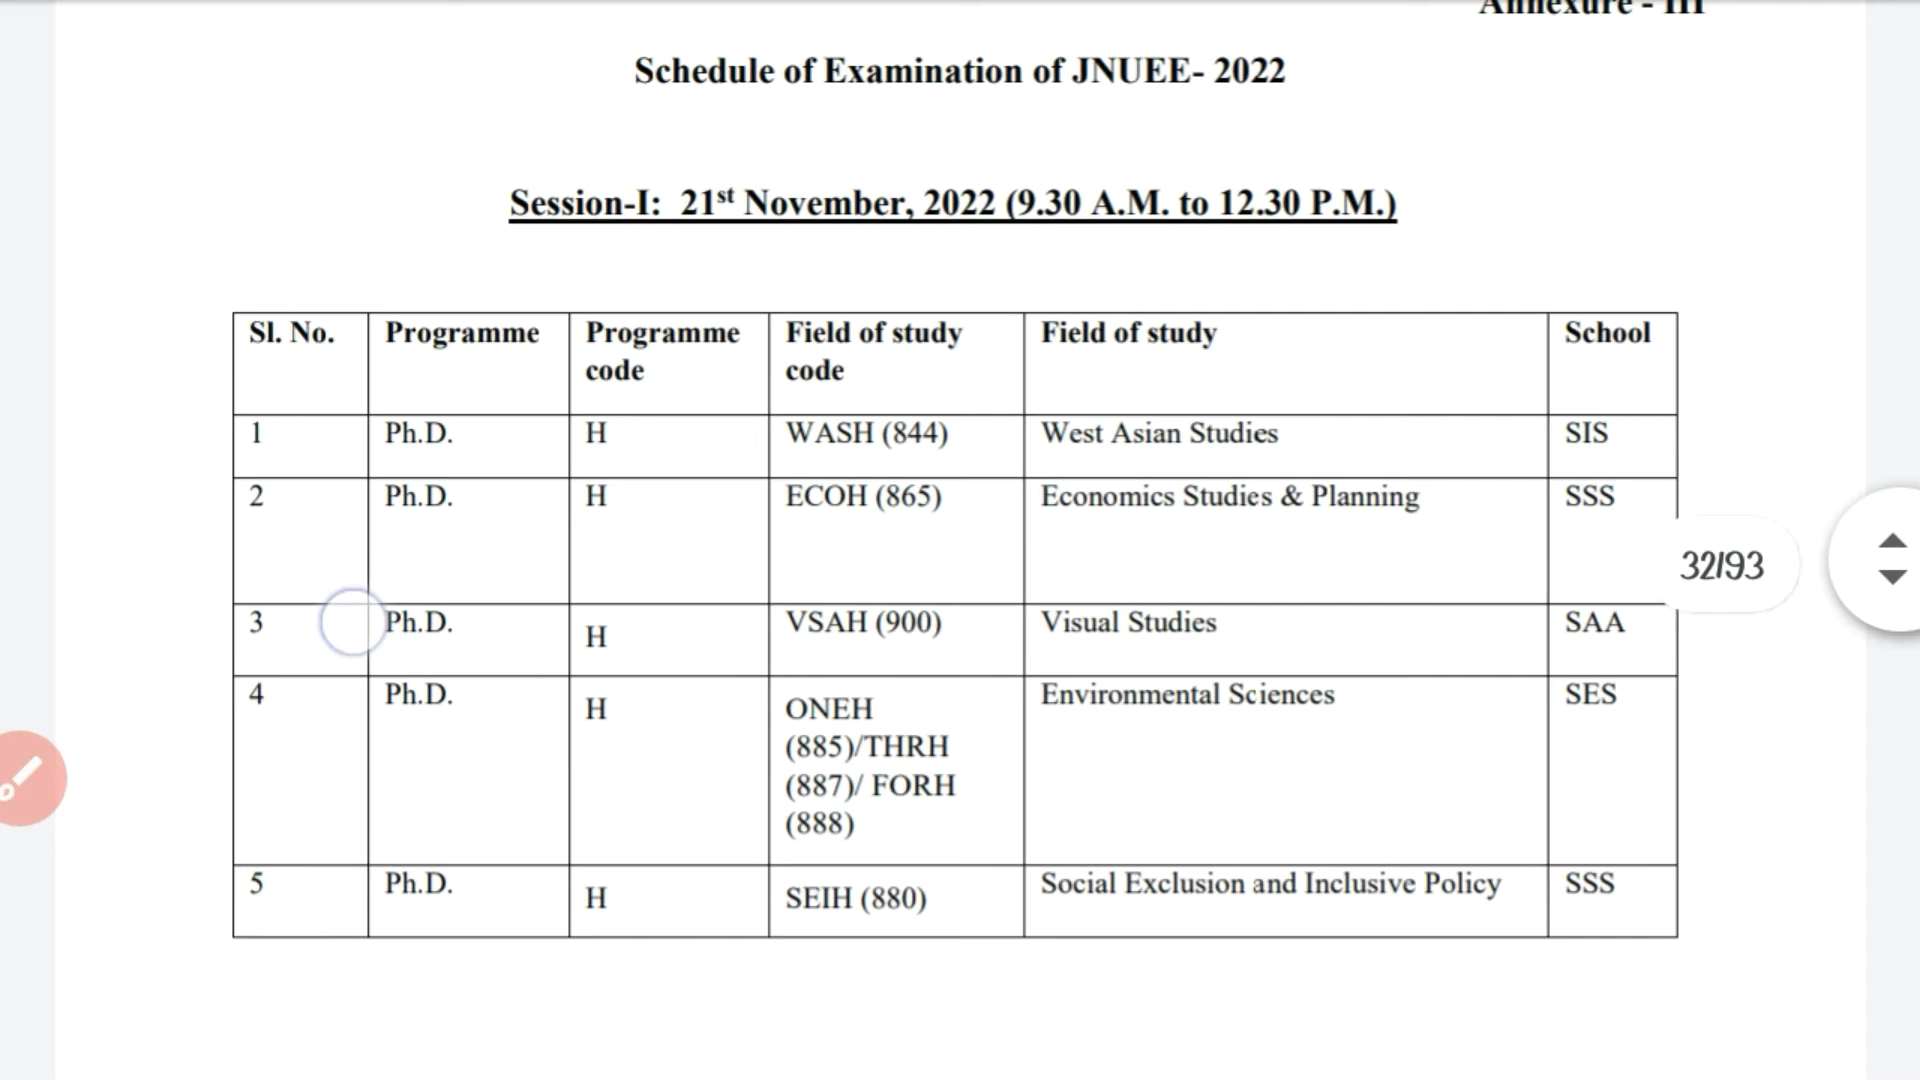 Annexure - III
Schedule of Examination of JNUEE- 2022
Session-I: 21st November, 2022 (9.30 A.M. to 12.30 P.M.)
Sl. No. Programme Programme code Field of study code Field of study School
1 Ph.D. H WASH (844) West Asian Studies SIS
2 Ph.D. H ECOH (865) Economics Studies & Planning SSS
32/93
3 Ph.D. H VSAH (900) Visual Studies SAA
4 Ph.D. H ONEH (885)/THRH (887)/ FORH (888) Environmental Sciences SES
5 Ph.D. H SEIH (880) Social Exclusion and Inclusive Policy SSS